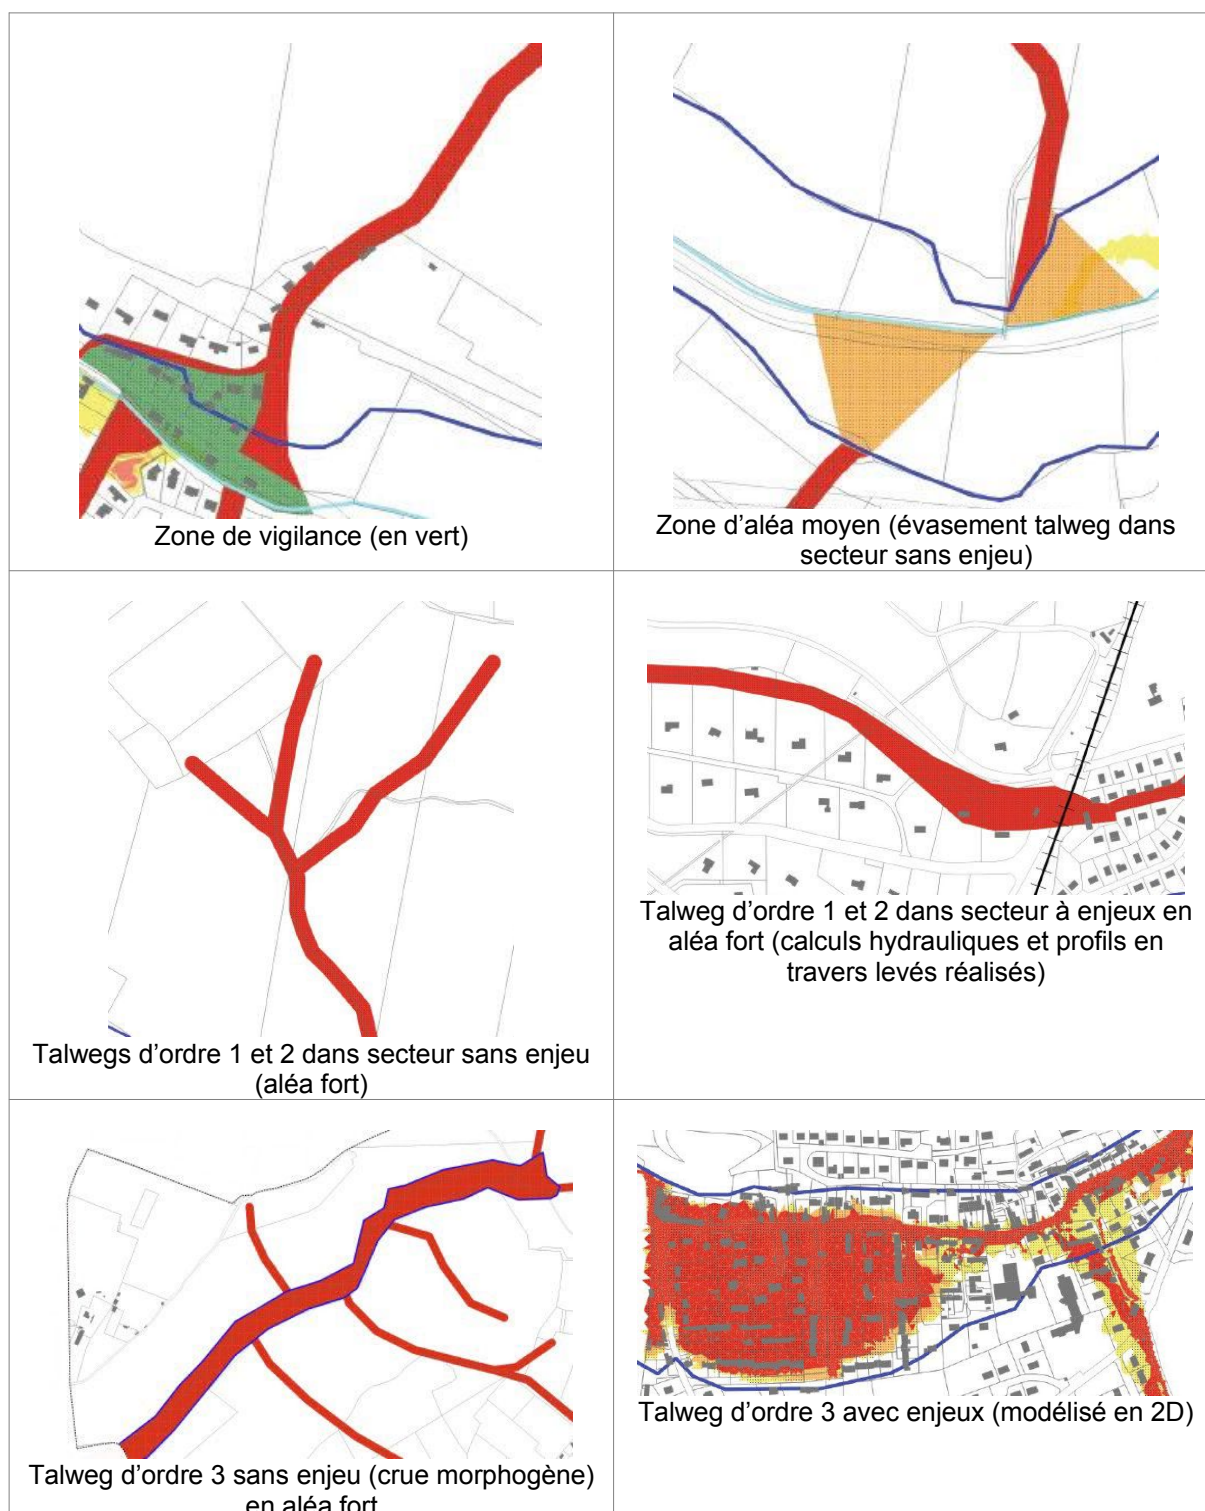 Zone de vigilance (en vert)
Zone d'aléa moyen (évasement talweg dans
secteur sans enjeu)
Talwegs d'ordre 1 et 2 dans secteur sans enjeu
(aléa fort)
Talweg d'ordre 1 et 2 dans secteur à enjeux en
aléa fort (calculs hydrauliques et profils en
travers levés réalisés)
Talweg d'ordre 3 sans enjeu (crue morphogène)
en aléa fort
Talweg d'ordre 3 avec enjeux (modélisé en 2D)